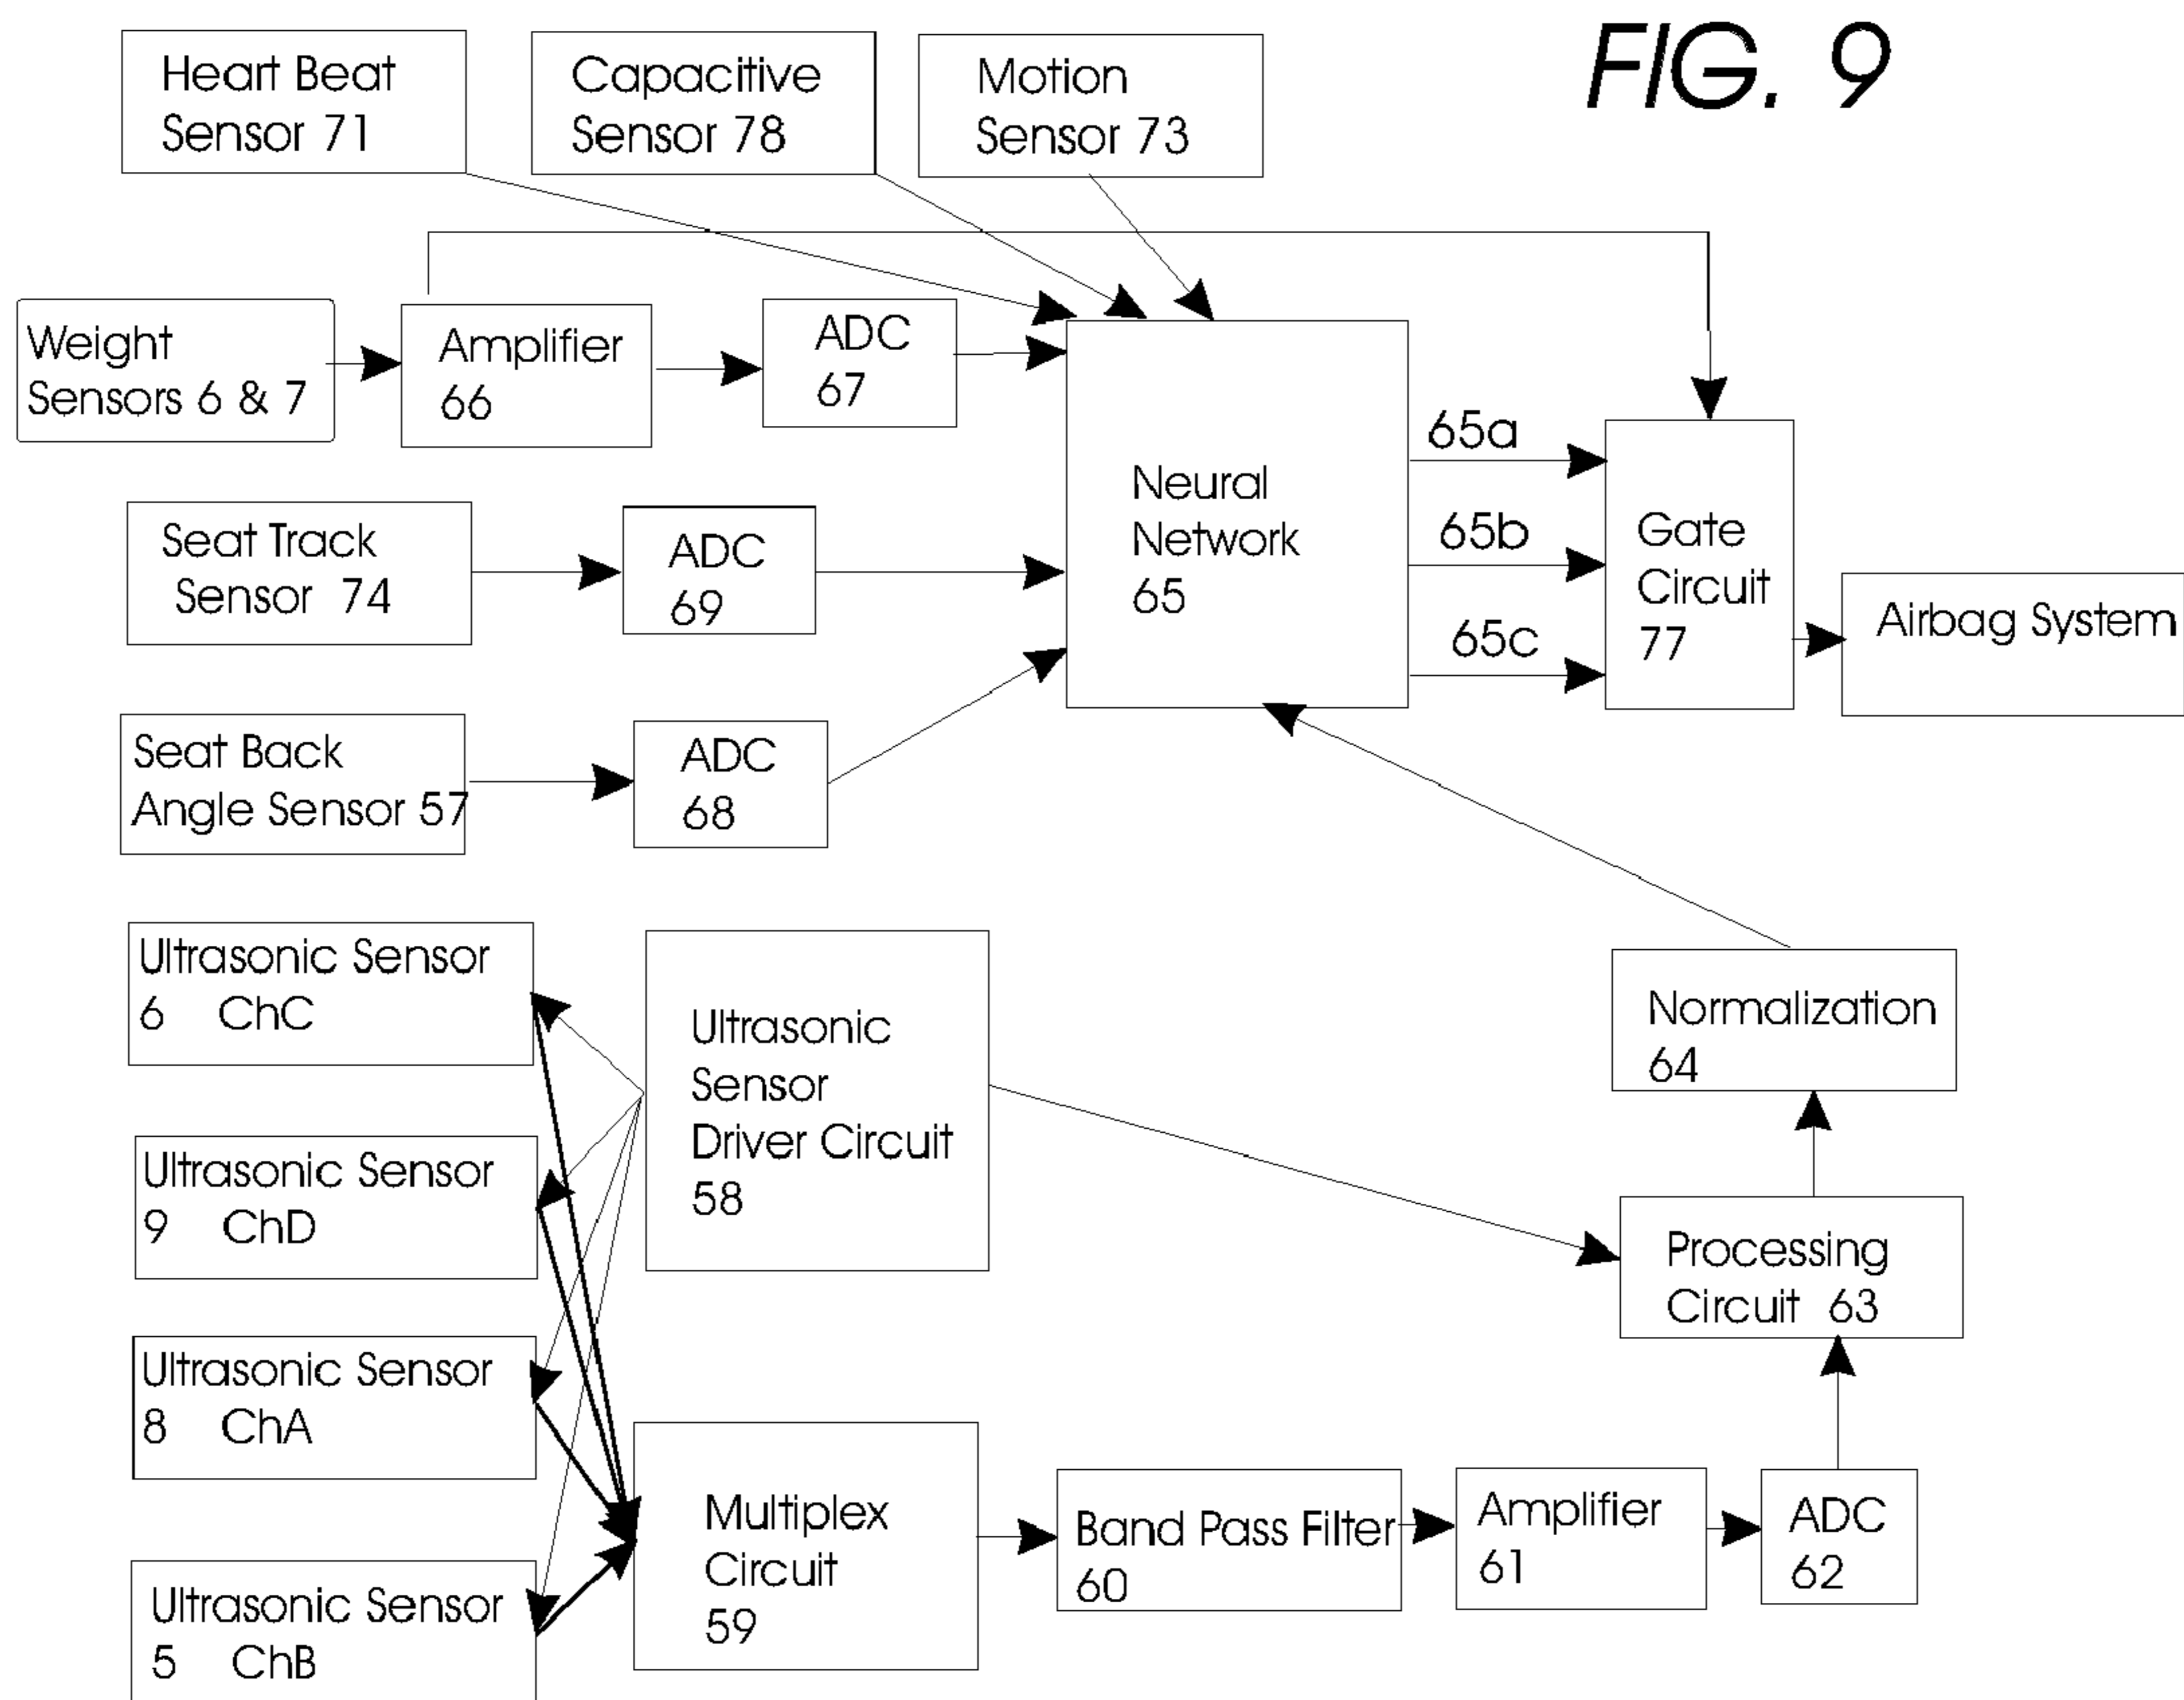 FIG. 9
Heart Beat
Sensor 71
Capacitive
Sensor 78
Motion
Sensor 73
Weight
Sensors 6 & 7
Amplifier
66
ADC
67
Neural
Network
65
65a
65b
65c
Gate
Circuit
77
Airbag System
Seat Track
Sensor 74
ADC
69
Seat Back
Angle Sensor 57
ADC
68
Ultrasonic Sensor
6 ChC
Ultrasonic
Sensor
Driver Circuit
58
Normalization
64
Ultrasonic Sensor
9 ChD
Processing
Circuit 63
Ultrasonic Sensor
8 ChA
Multiplex
Circuit
59
Band Pass Filter
60
Amplifier
61
ADC
62
Ultrasonic Sensor
5 ChB